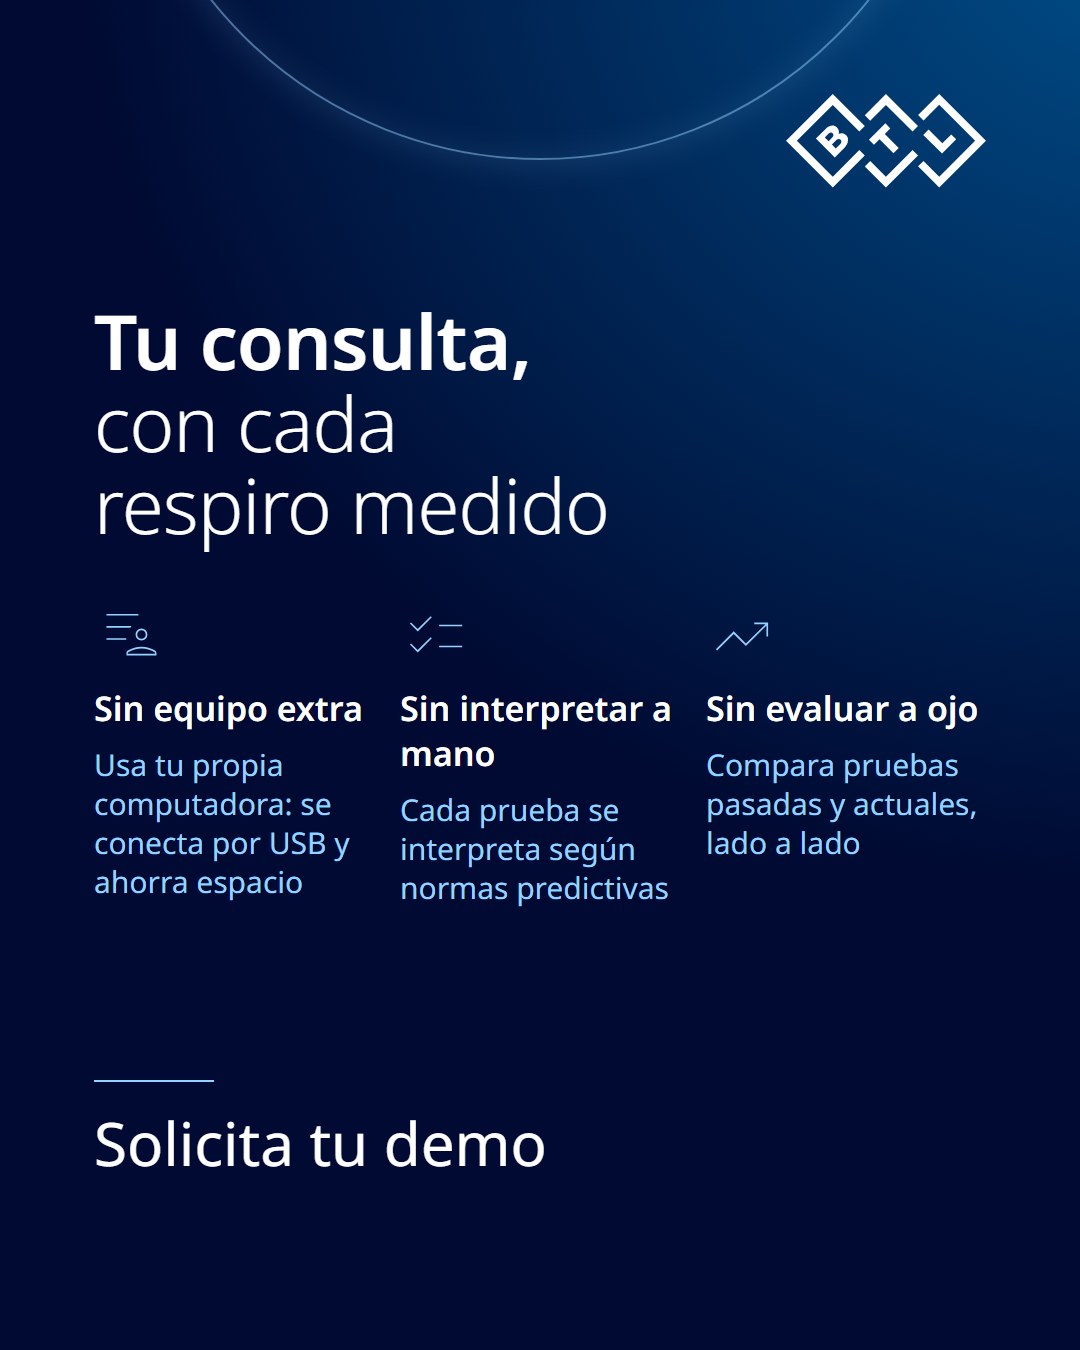 BTL
Tu consulta,
con cada
respiro medido
Sin equipo extra
Usa tu propia
computadora: se
conecta por USB y
ahorra espacio
Sin interpretar a
mano
Cada prueba se
interpreta según
normas predictivas
Sin evaluar a ojo
Compara pruebas
pasadas y actuales,
lado a lado
Solicita tu demo